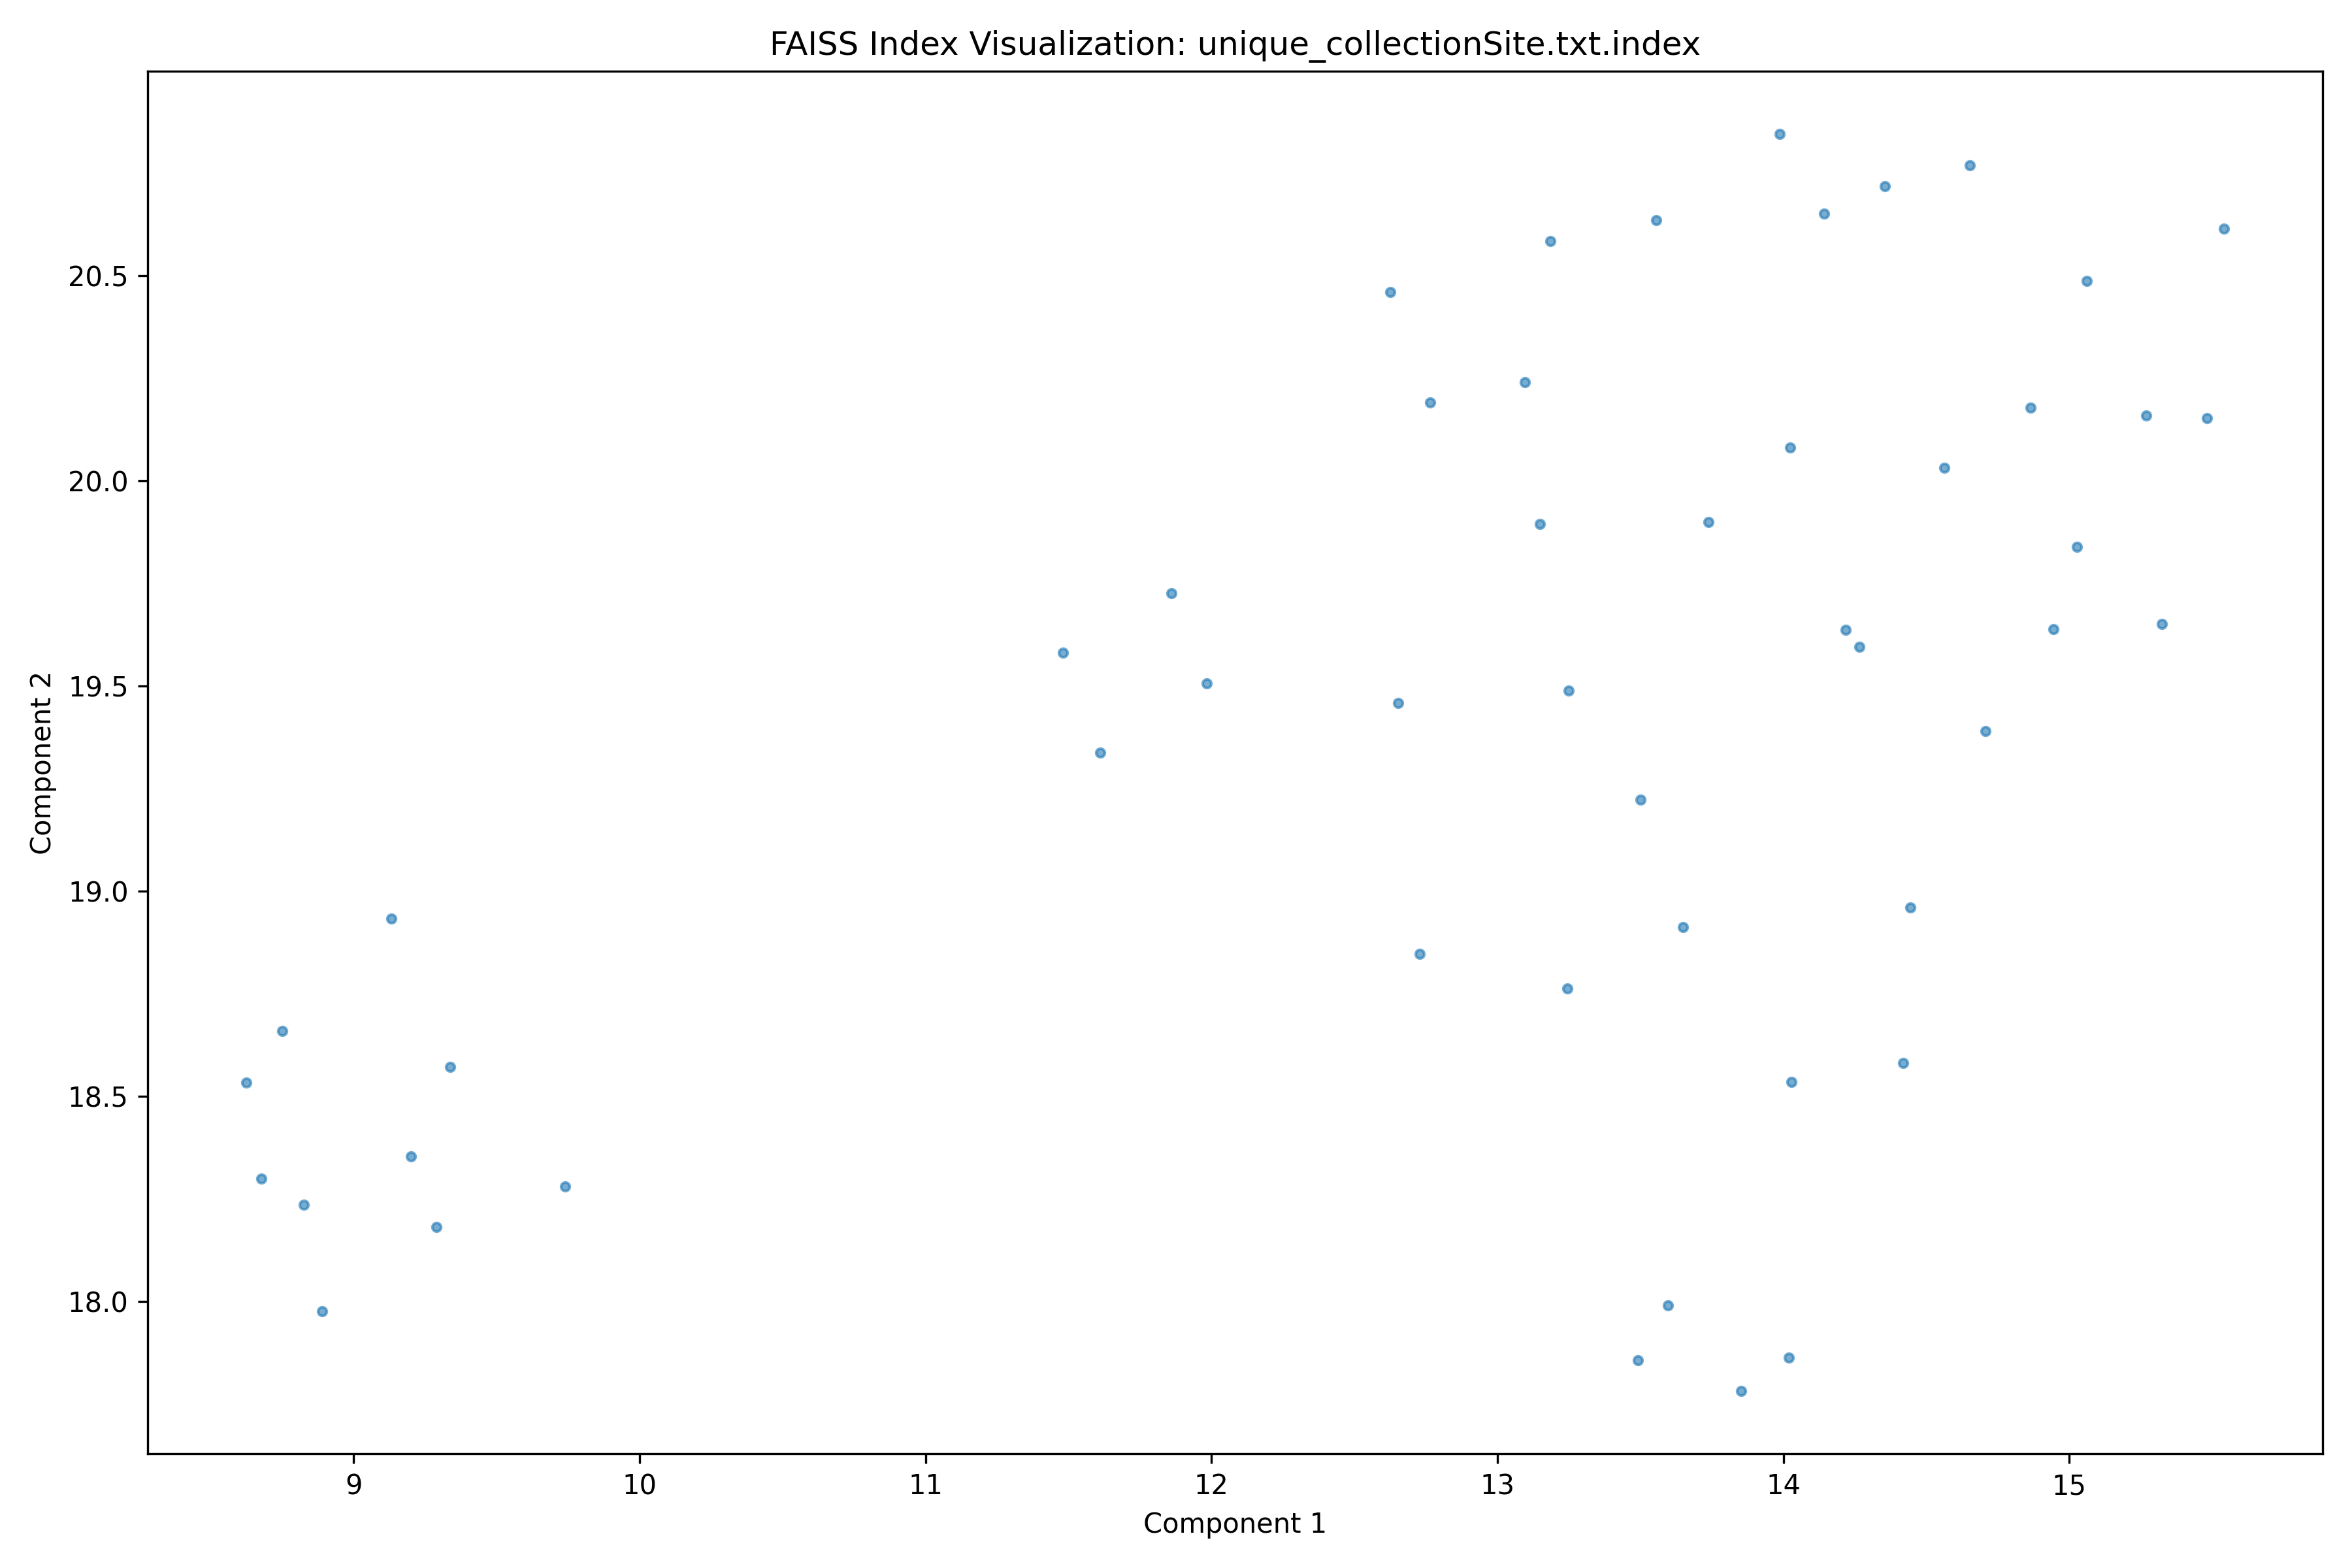 FAISS Index Visualization: unique_collectionSite.txt.index
Component 2
20.5
20.0
19.5
19.0
18.5
18.0
9 10 11 12 13 14 15
Component 1